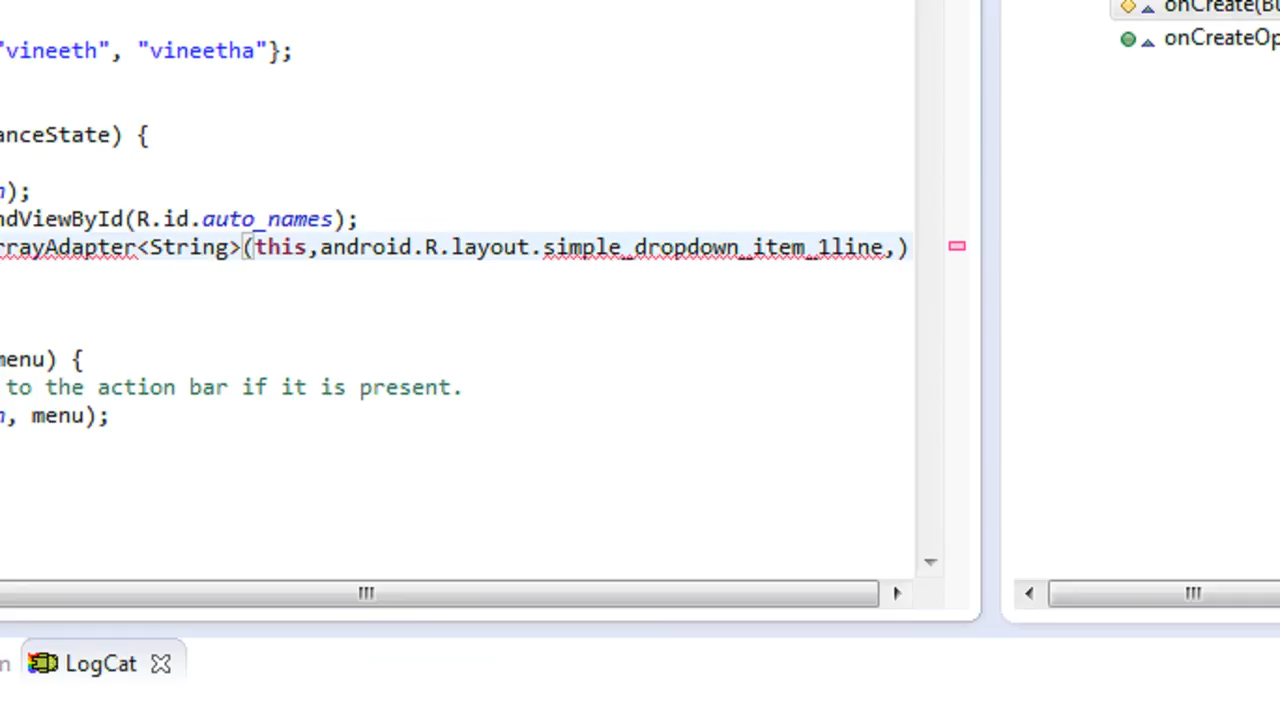 onCreate(Bu
onCreateOp
"vineeth", "vineetha"};
anceState) {
);
ndViewById(R.id.auto_names);
rrayAdapter<String>(this,android.R.layout.simple_dropdown_item_1line,)
menu) {
to the action bar if it is present.
, menu);
n
LogCat